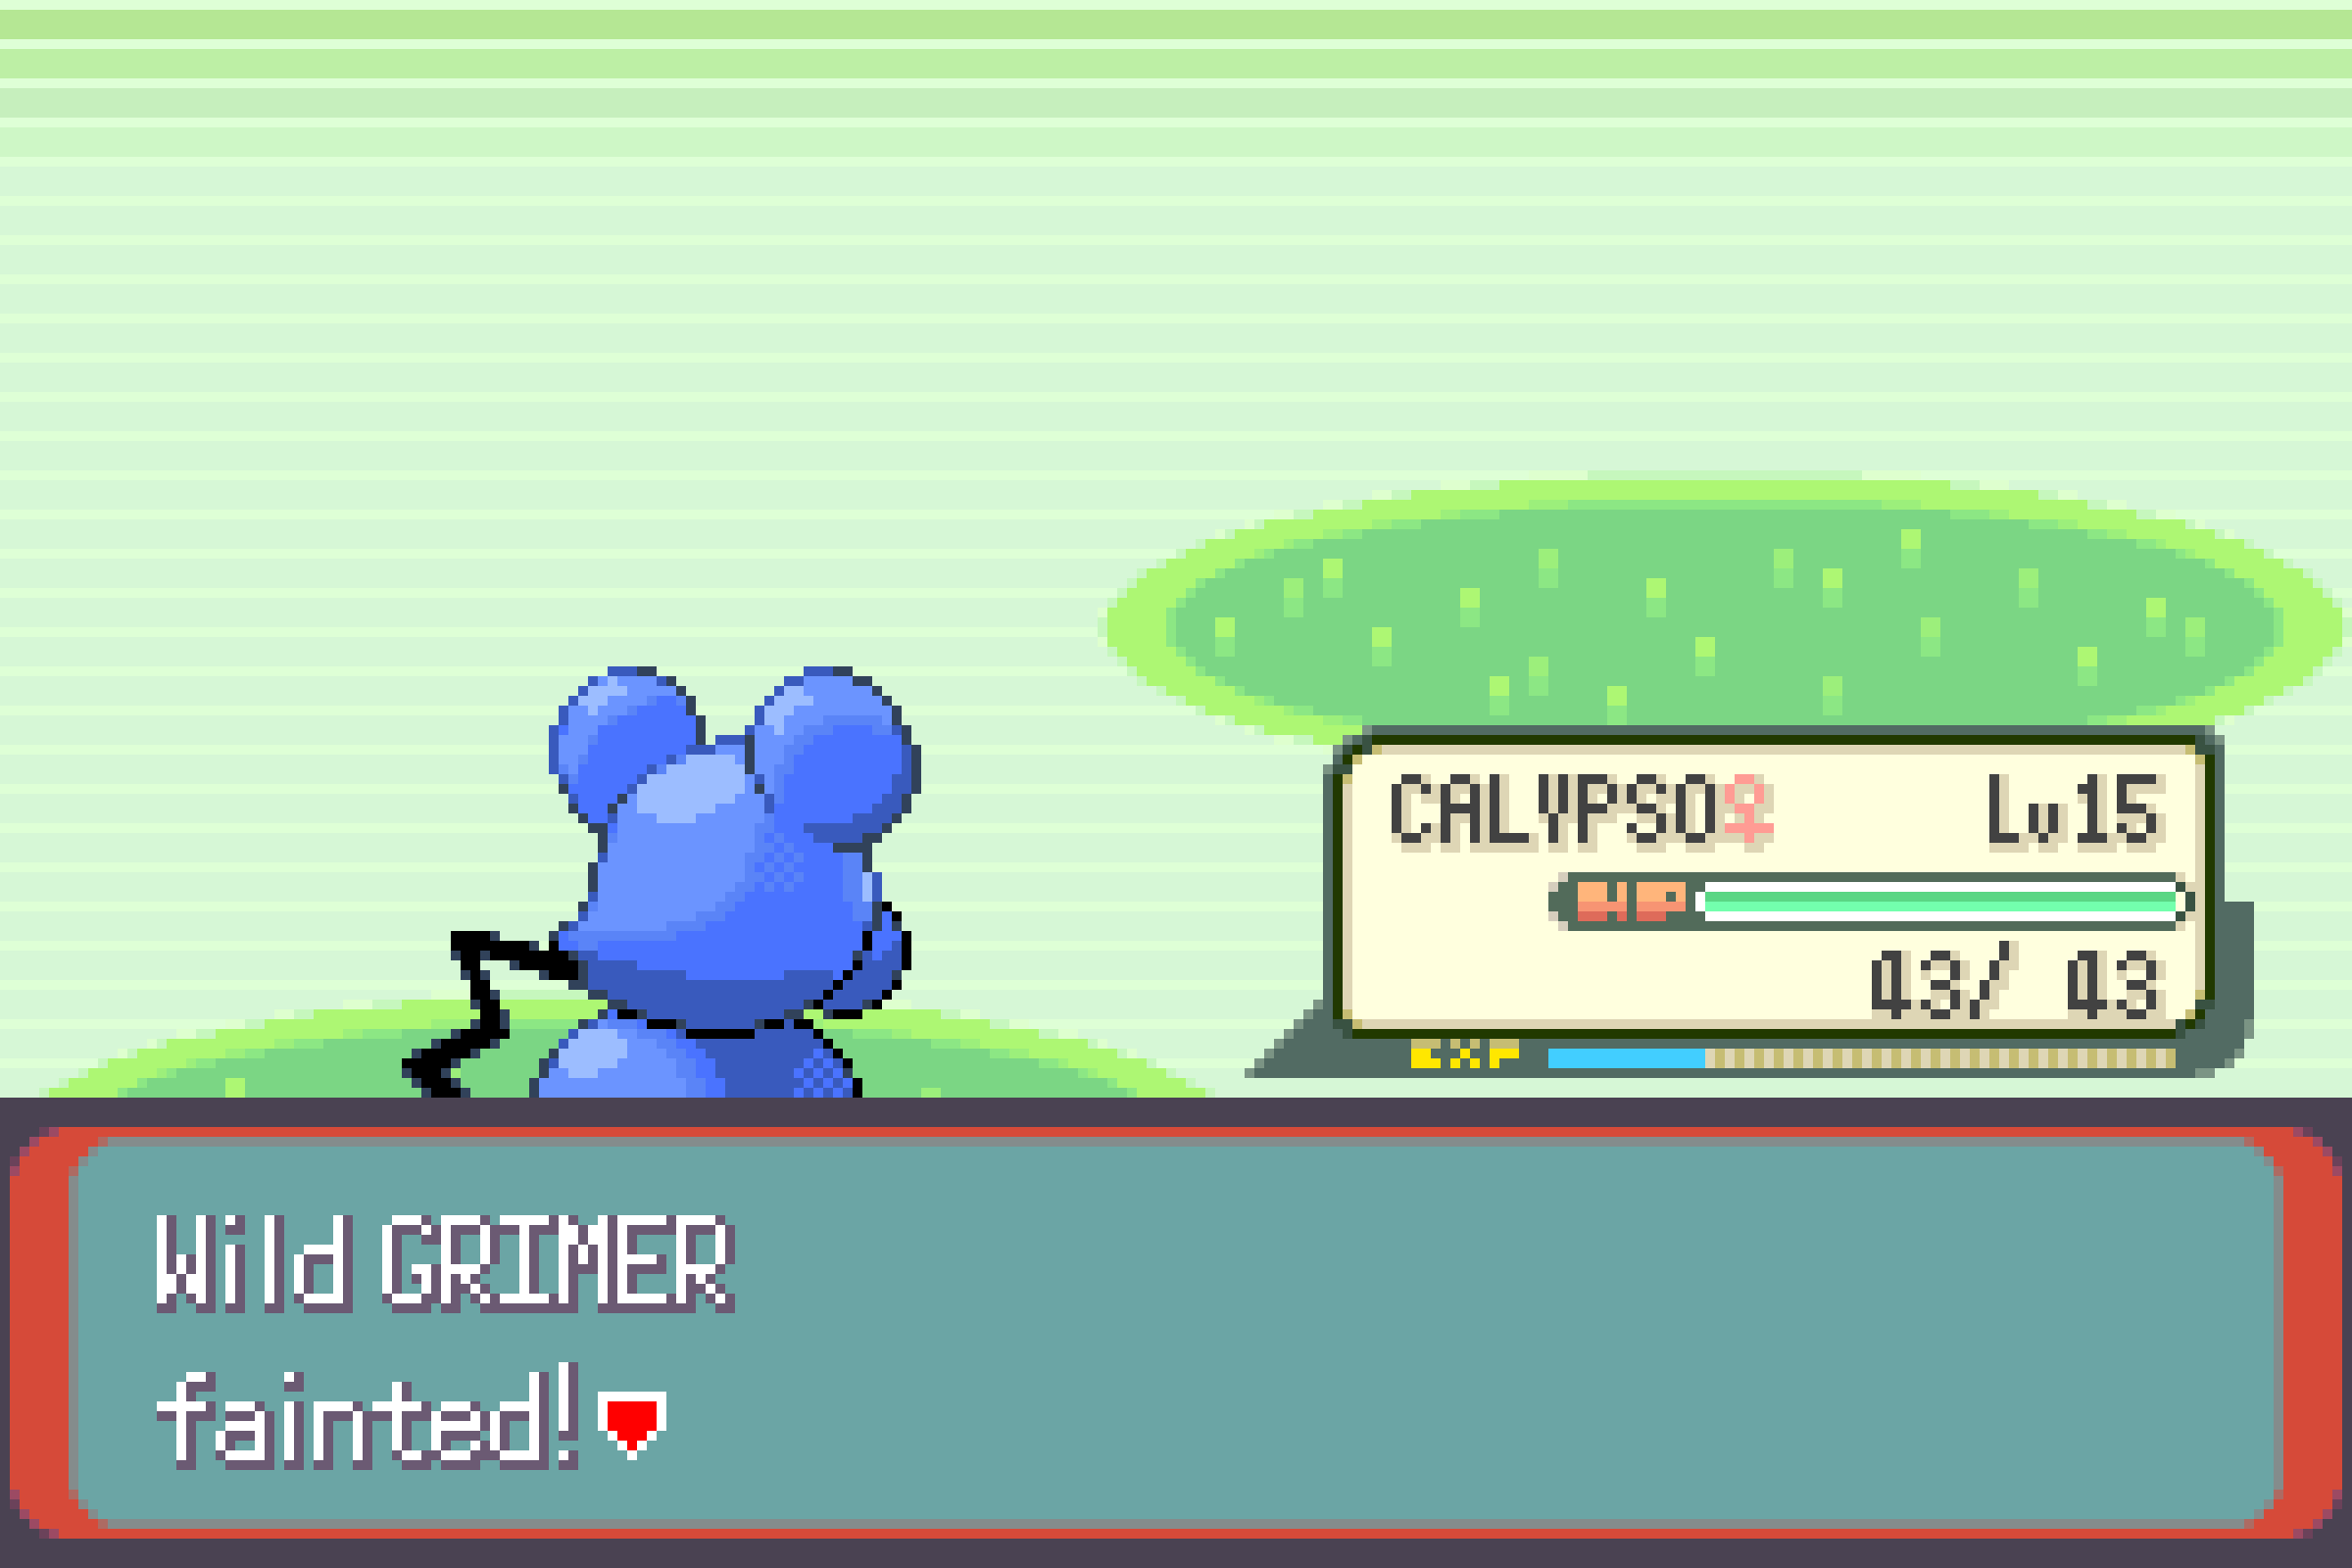 CALYPSO♀ Lv15
HP
43/ 43
EXP
Wild GRIMER
fainted!